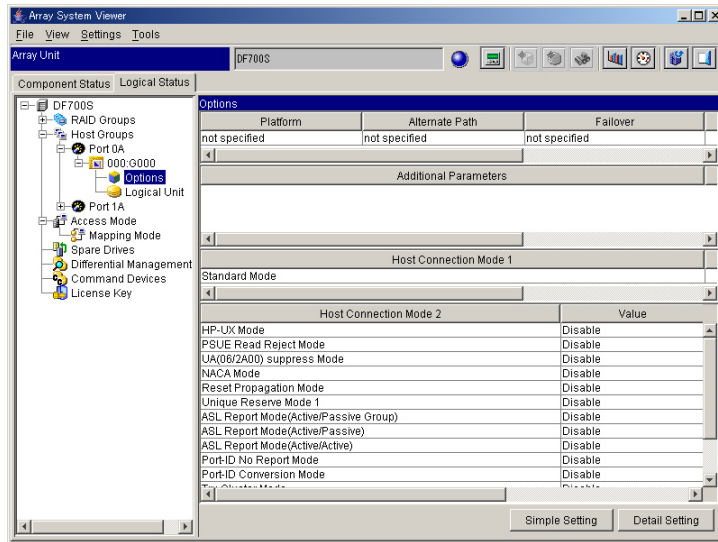 Array System Viewer
File View Settings Tools
Array Unit
DF700S
Component Status Logical Status
DF700S
RAID Groups
Host Groups
Port 0A
000:G000
Options
Logical Unit
Port 1A
Access Mode
Mapping Mode
Spare Drives
Differential Management
Command Devices
License Key
Options
Platform Alternate Path Failover
not specified not specified not specified
Additional Parameters
Host Connection Mode 1
Standard Mode
Host Connection Mode 2 Value
HP-UX Mode Disable
PSUE Read Reject Mode Disable
UA(06/2A00) suppress Mode Disable
NACA Mode Disable
Reset Propagation Mode Disable
Unique Reserve Mode 1 Disable
ASL Report Mode(Active/Passive Group) Disable
ASL Report Mode(Active/Passive) Disable
ASL Report Mode(Active/Active) Disable
Port-ID No Report Mode Disable
Port-ID Conversion Mode Disable
Simple Setting Detail Setting